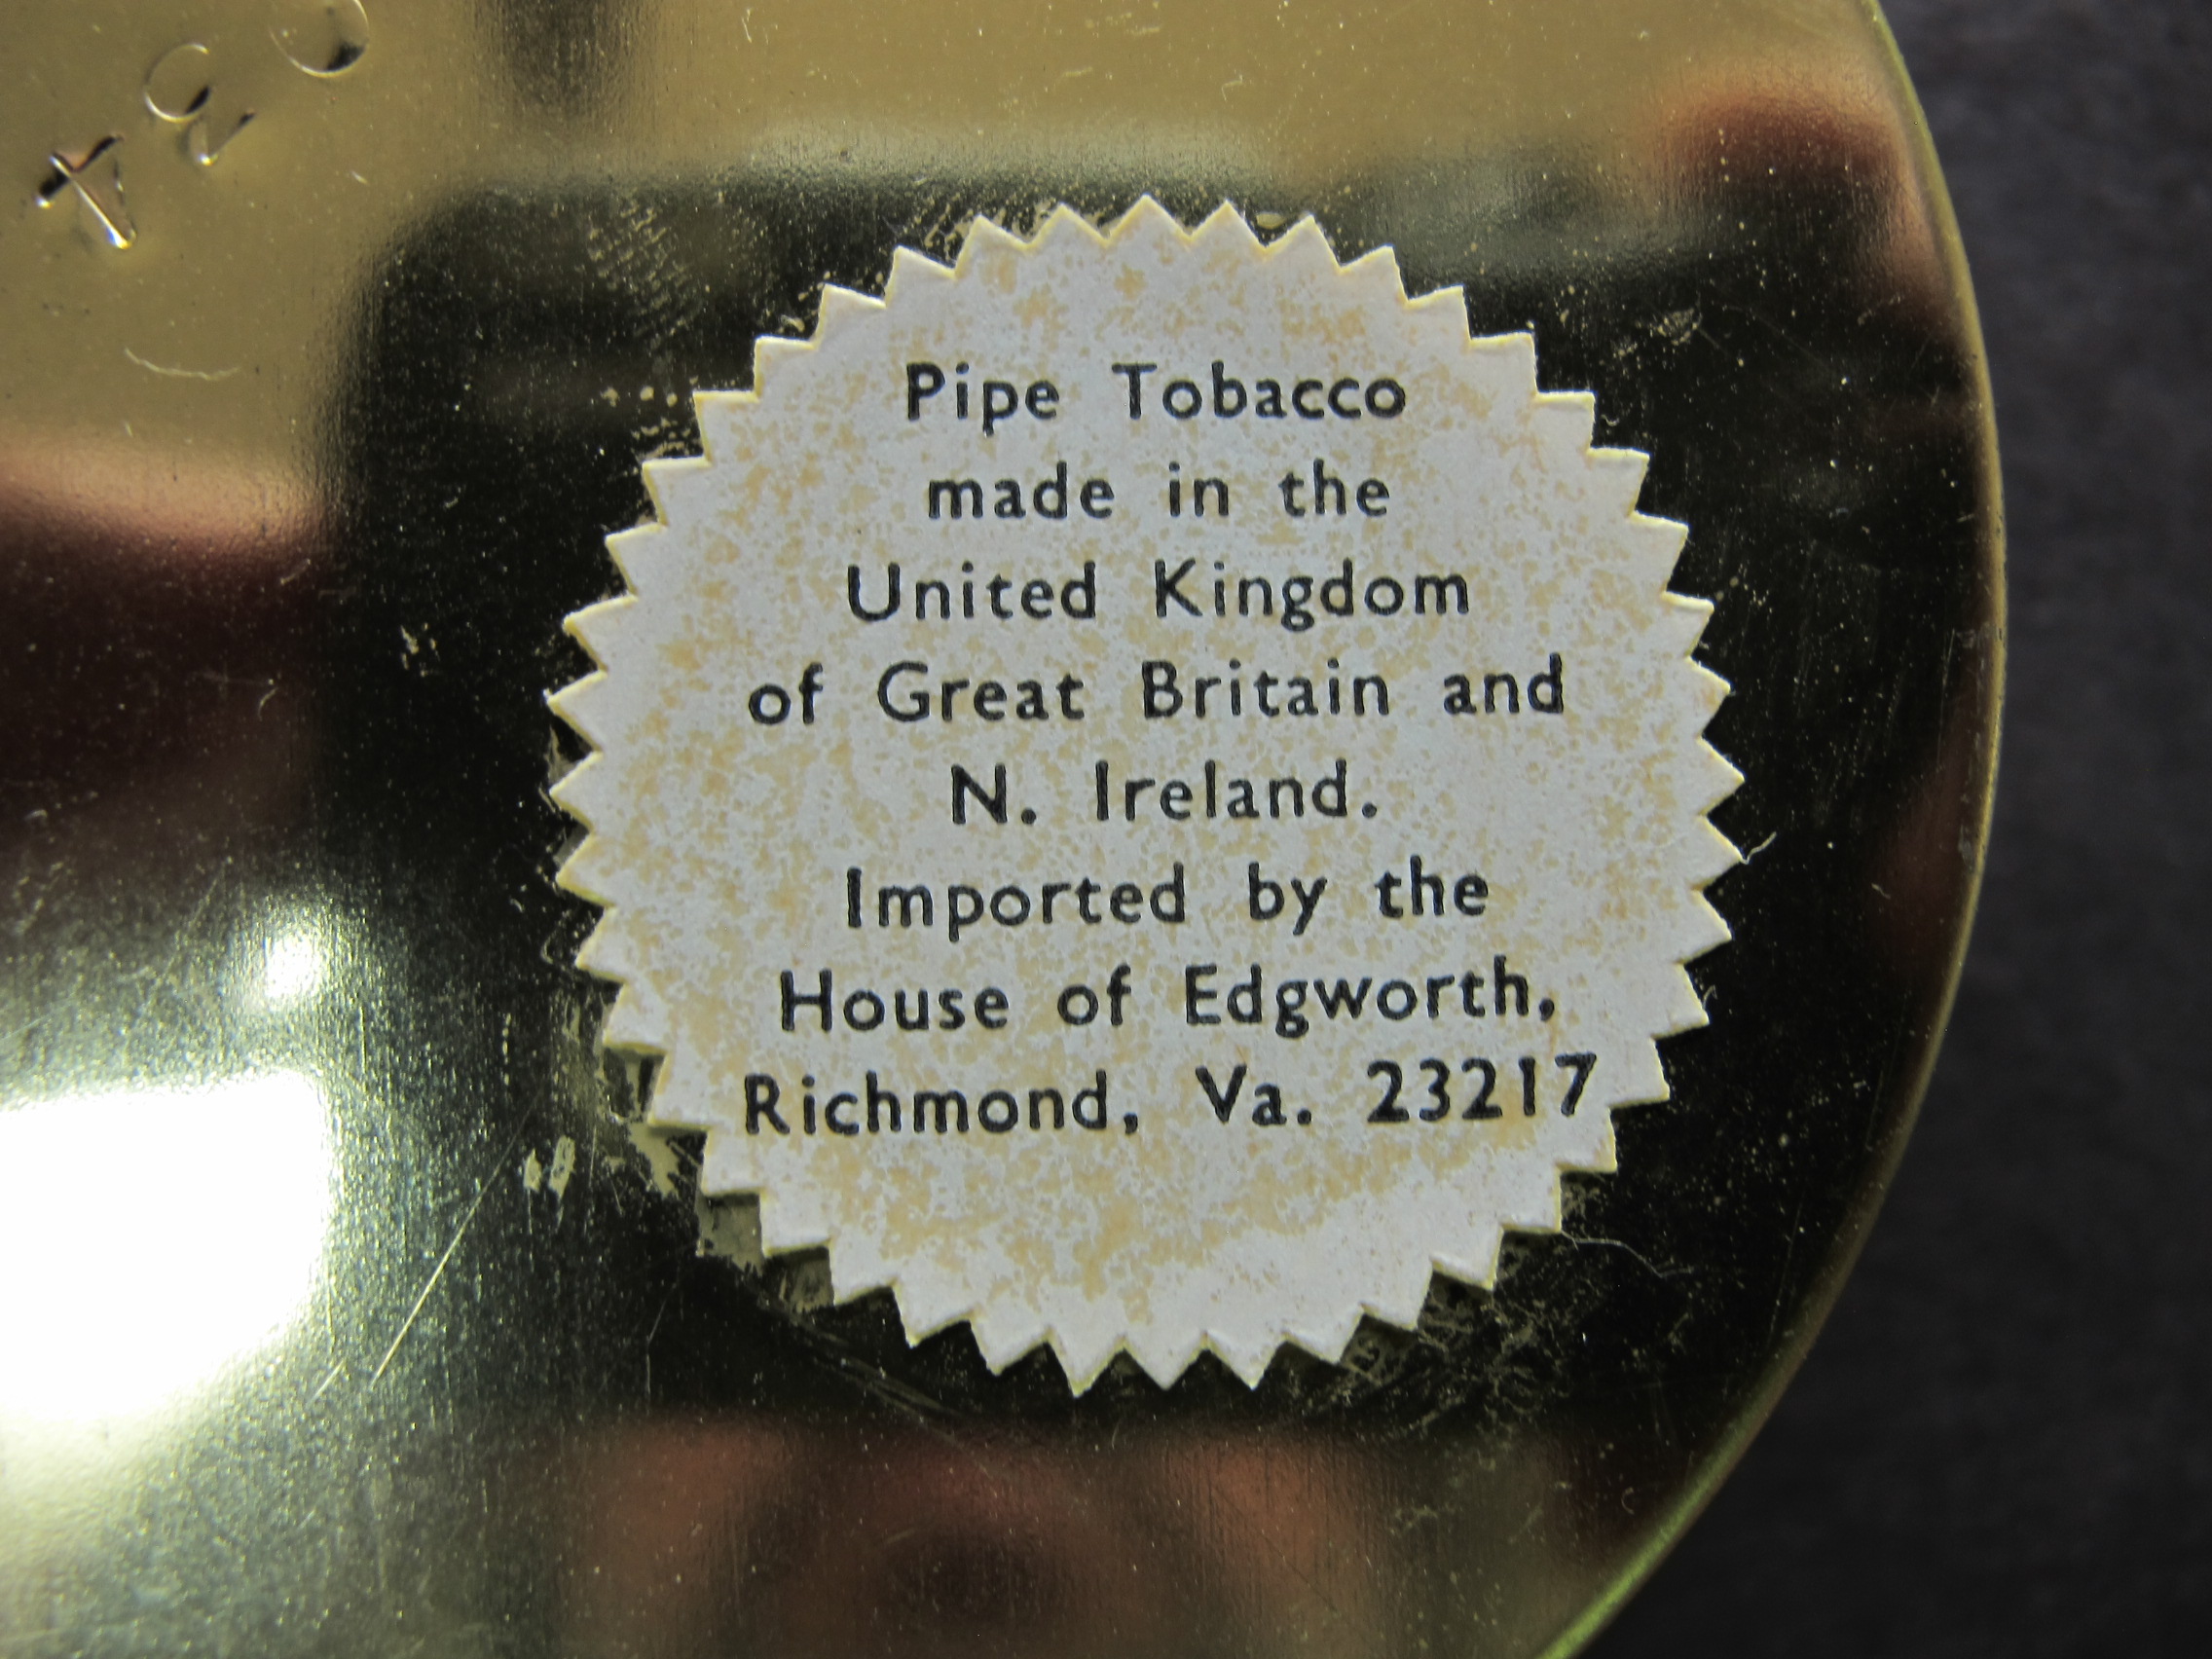 Pipe Tobacco
made in the
United Kingdom
of Great Britain and
N. Ireland.
Imported by the
House of Edgworth,
Richmond, Va. 23217